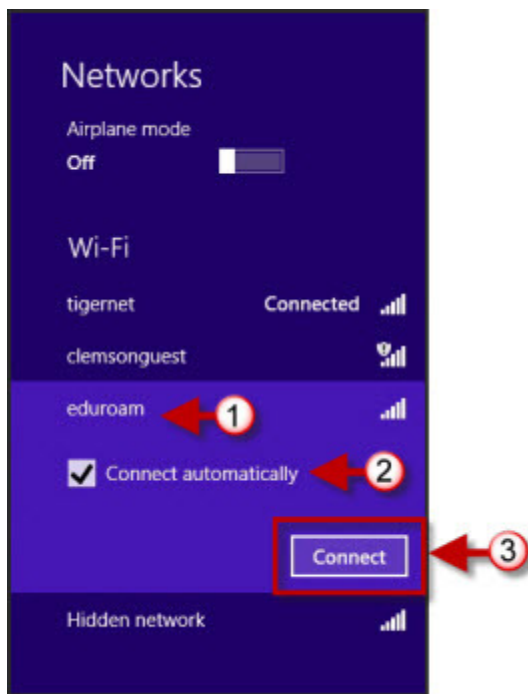 Networks
Airplane mode
Off
Wi-Fi
tigernet Connected
clemsonguest
eduroam 1
Connect automatically 2
Connect 3
Hidden network